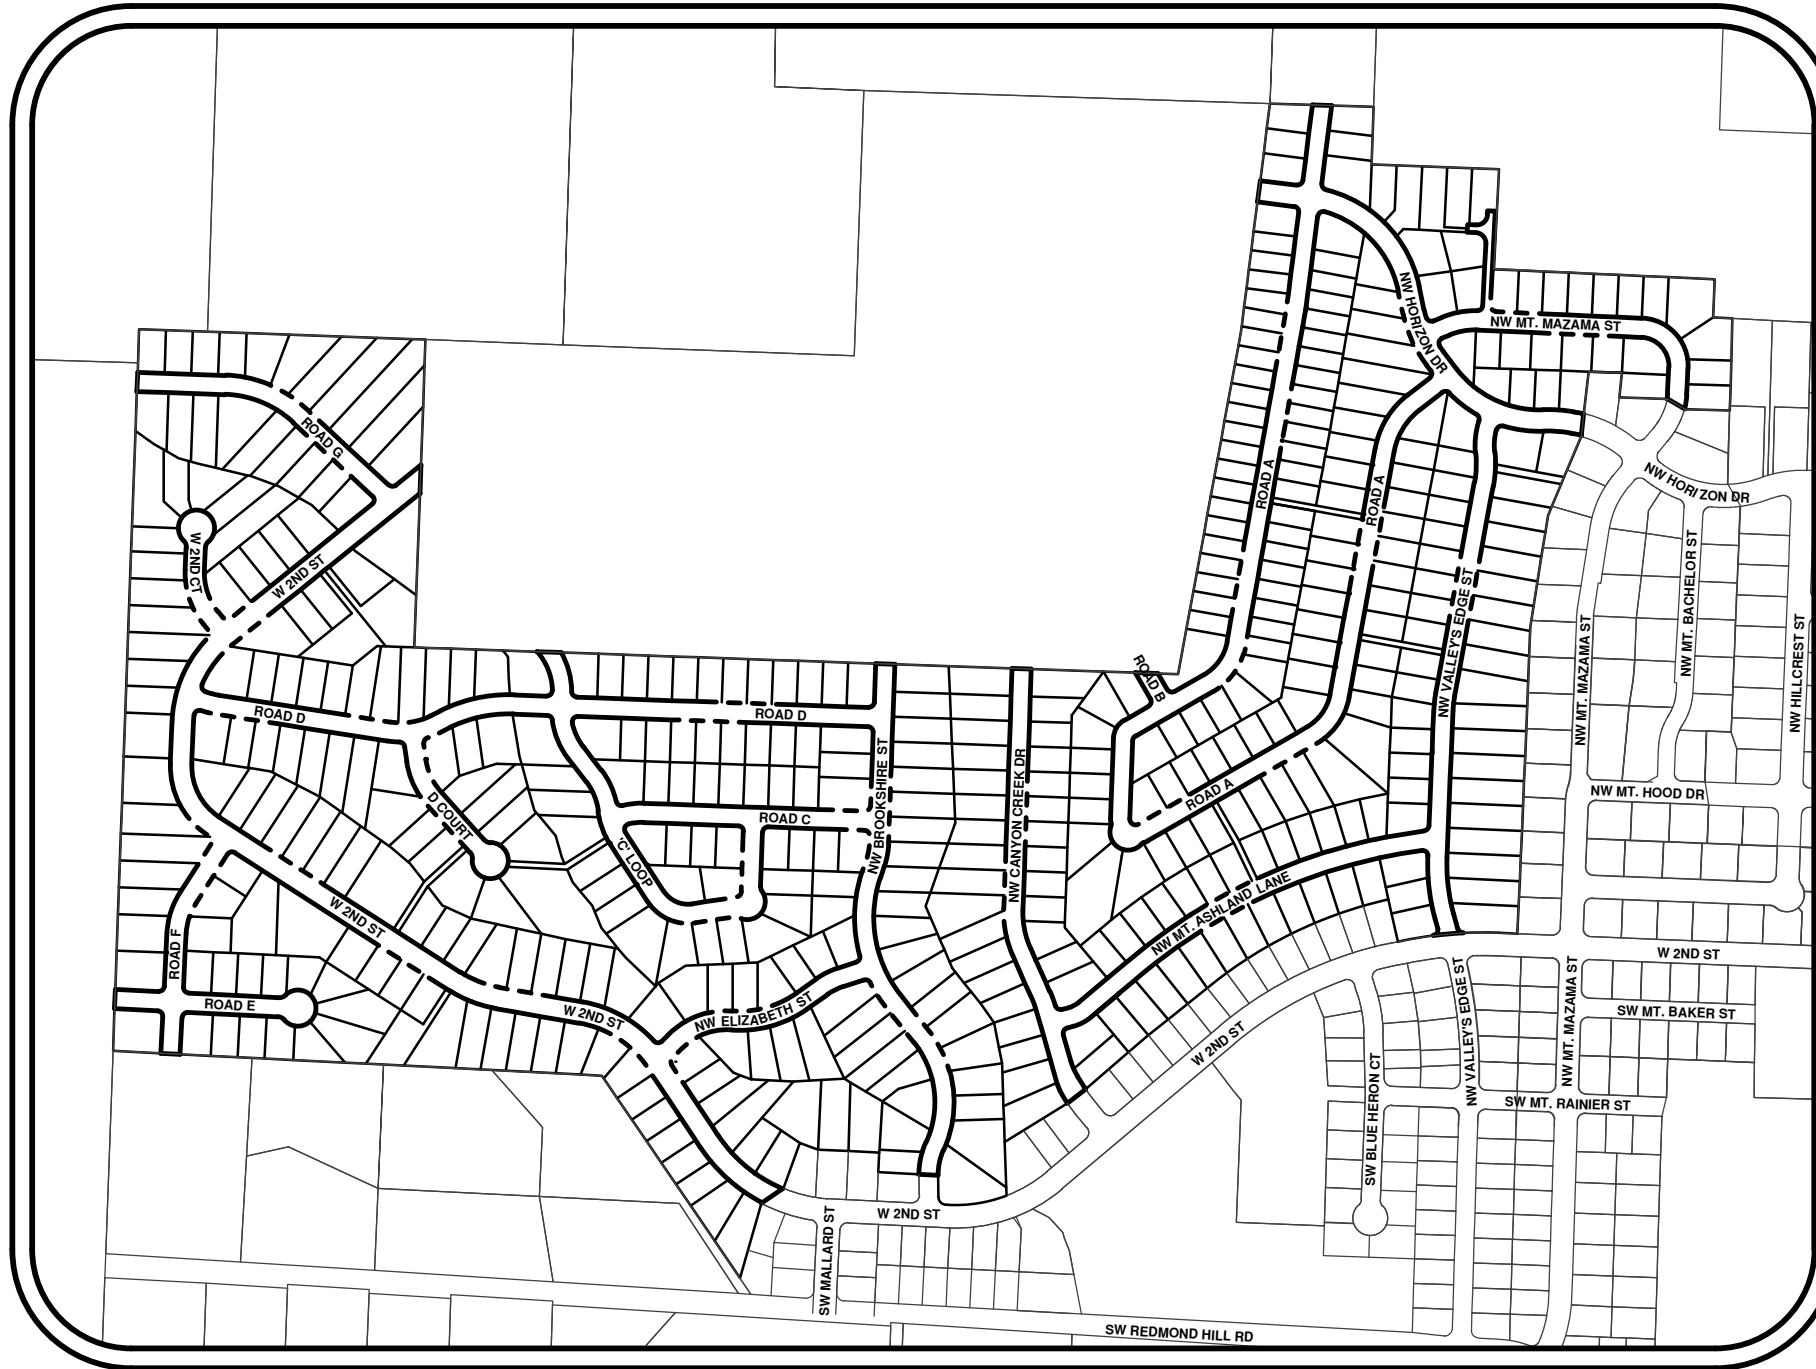 NW HORIZON DR
NW MT. MAZAMA ST
ROAD G
ROAD A
ROAD A
NW HORIZON DR
W 2ND CT
W 2ND ST
NW VALLEY'S EDGE ST
NW MT. BACHELOR ST
NW MT. MAZAMA ST
NW HILLCREST ST
ROAD B
ROAD D
ROAD D
NW BROOKSHIRE ST
NW CANYON CREEK DR
ROAD A
NW MT. HOOD DR
D COURT
ROAD C
'C' LOOP
NW MT. ASHLAND LANE
W 2ND ST
ROAD F
W 2ND ST
ROAD E
W 2ND ST
NW ELIZABETH ST
W 2ND ST
NW VALLEY'S EDGE ST
NW MT. MAZAMA ST
SW MT. BAKER ST
SW BLUE HERON CT
SW MT. RAINIER ST
W 2ND ST
SW MALLARD ST
SW REDMOND HILL RD